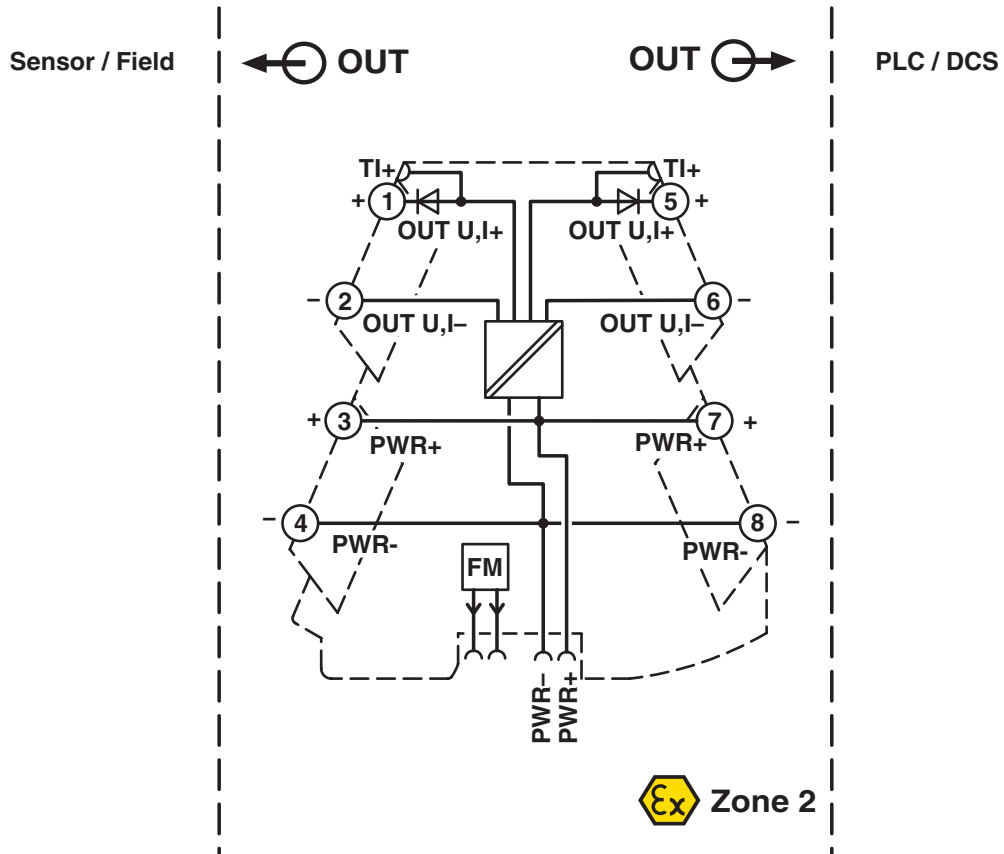 Sensor / Field
OUT
OUT
PLC / DCS
TI+
TI+
+ 1
5 +
OUT U,I+
OUT U,I+
– 2
6 –
OUT U,I–
OUT U,I–
+ 3
7 +
PWR+
PWR+
– 4
8 –
PWR-
PWR-
FM
PWR–
PWR+
Ex Zone 2